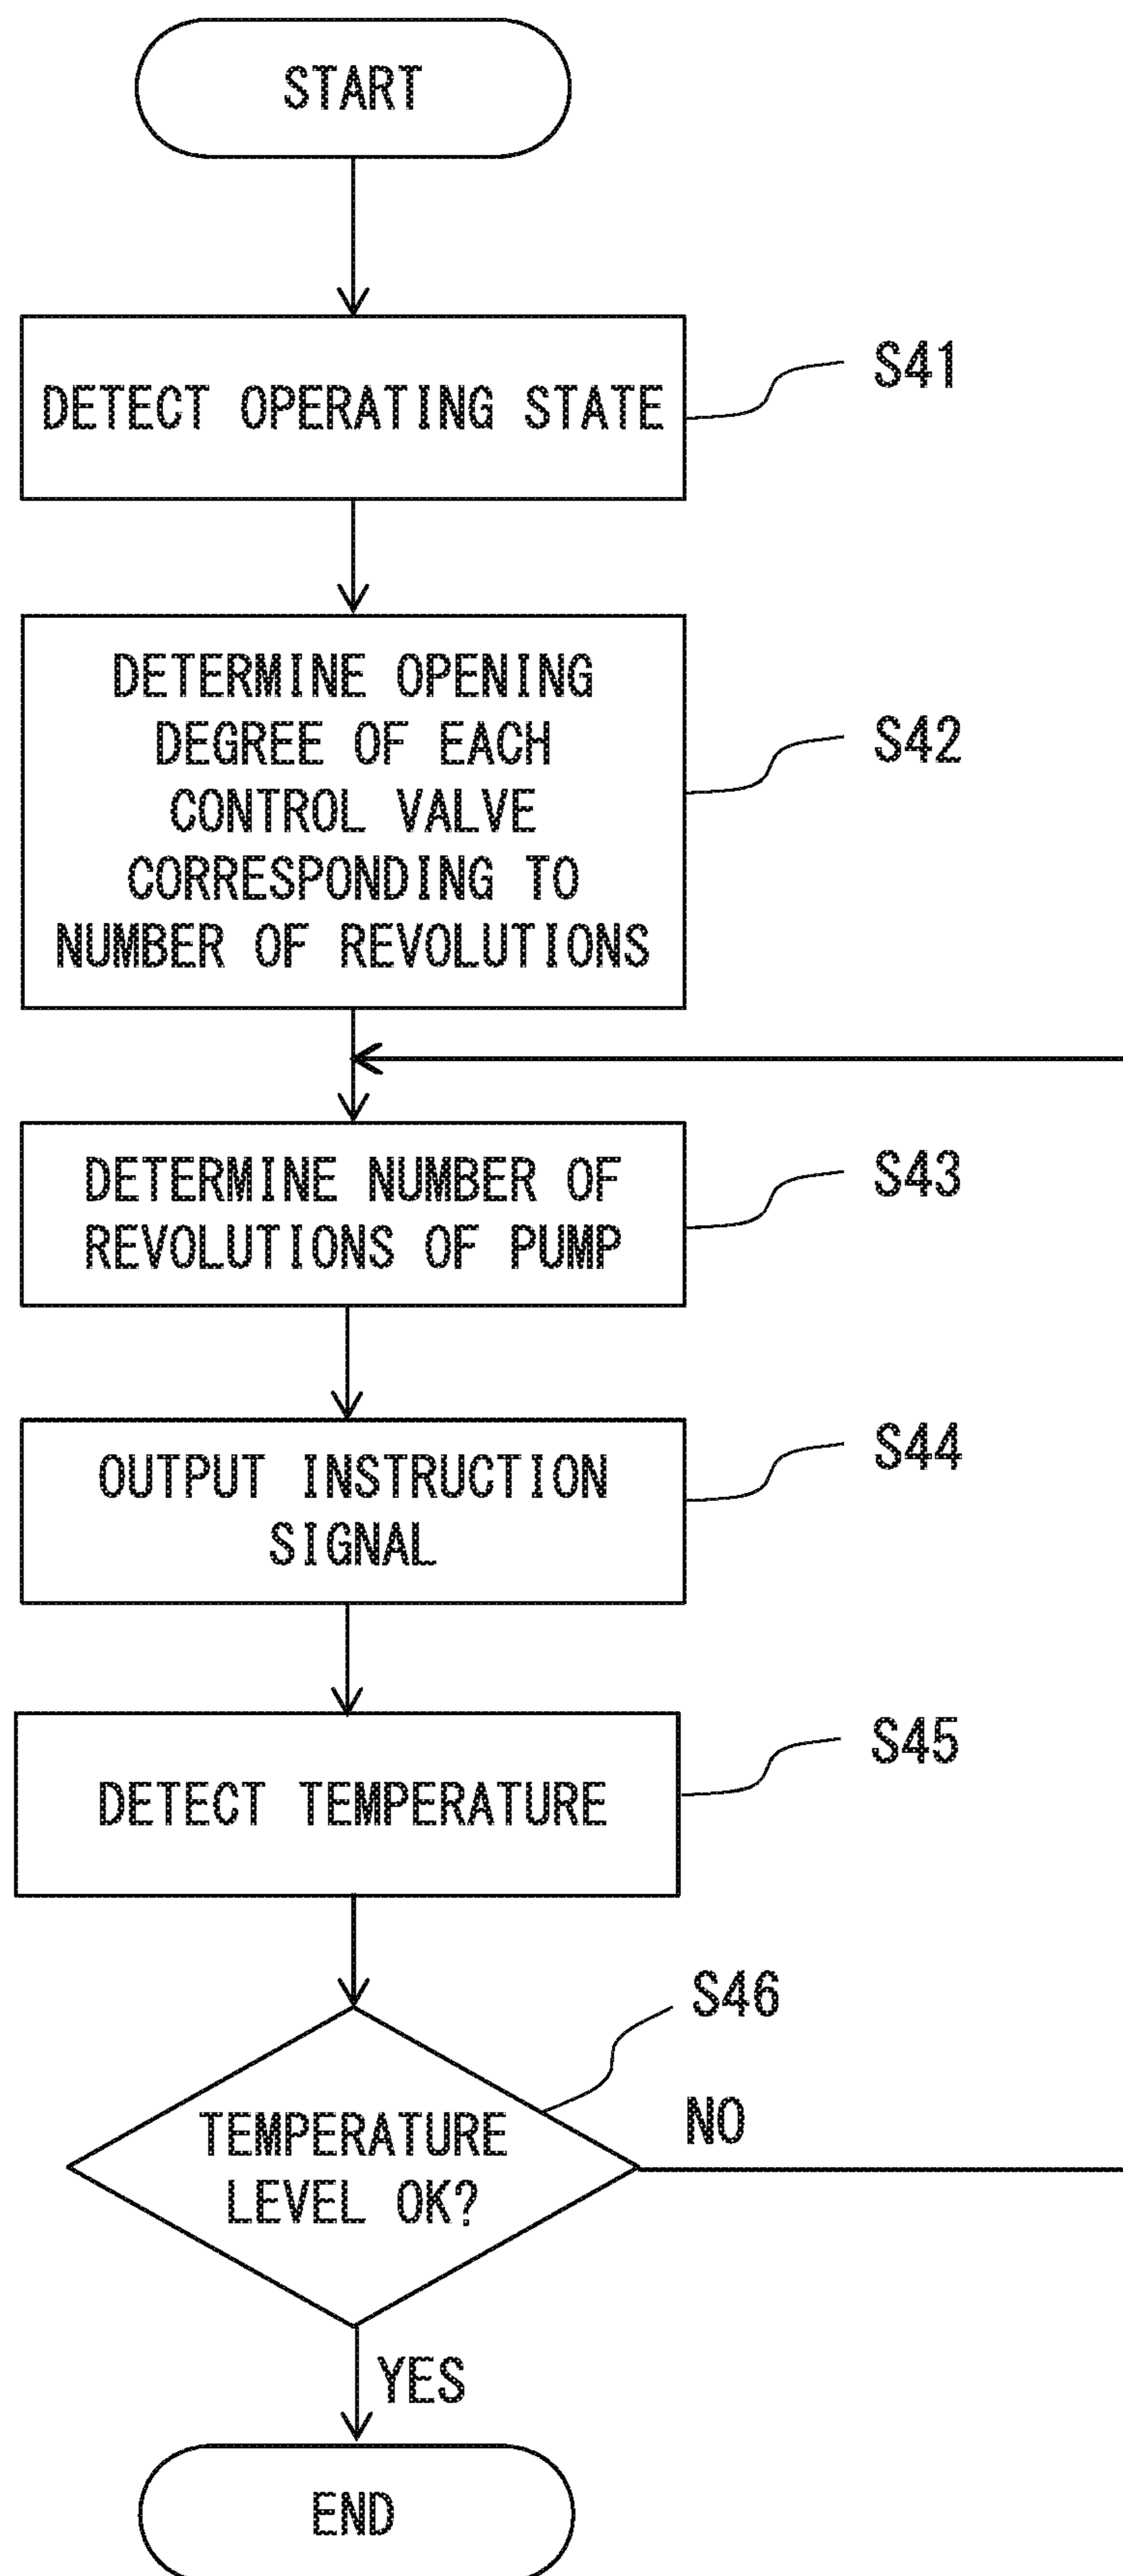 START
DETECT OPERATING STATE
S41
DETERMINE OPENING
DEGREE OF EACH
CONTROL VALVE
CORRESPONDING TO
NUMBER OF REVOLUTIONS
S42
DETERMINE NUMBER OF
REVOLUTIONS OF PUMP
S43
OUTPUT INSTRUCTION
SIGNAL
S44
DETECT TEMPERATURE
S45
S46
TEMPERATURE
LEVEL OK?
NO
YES
END